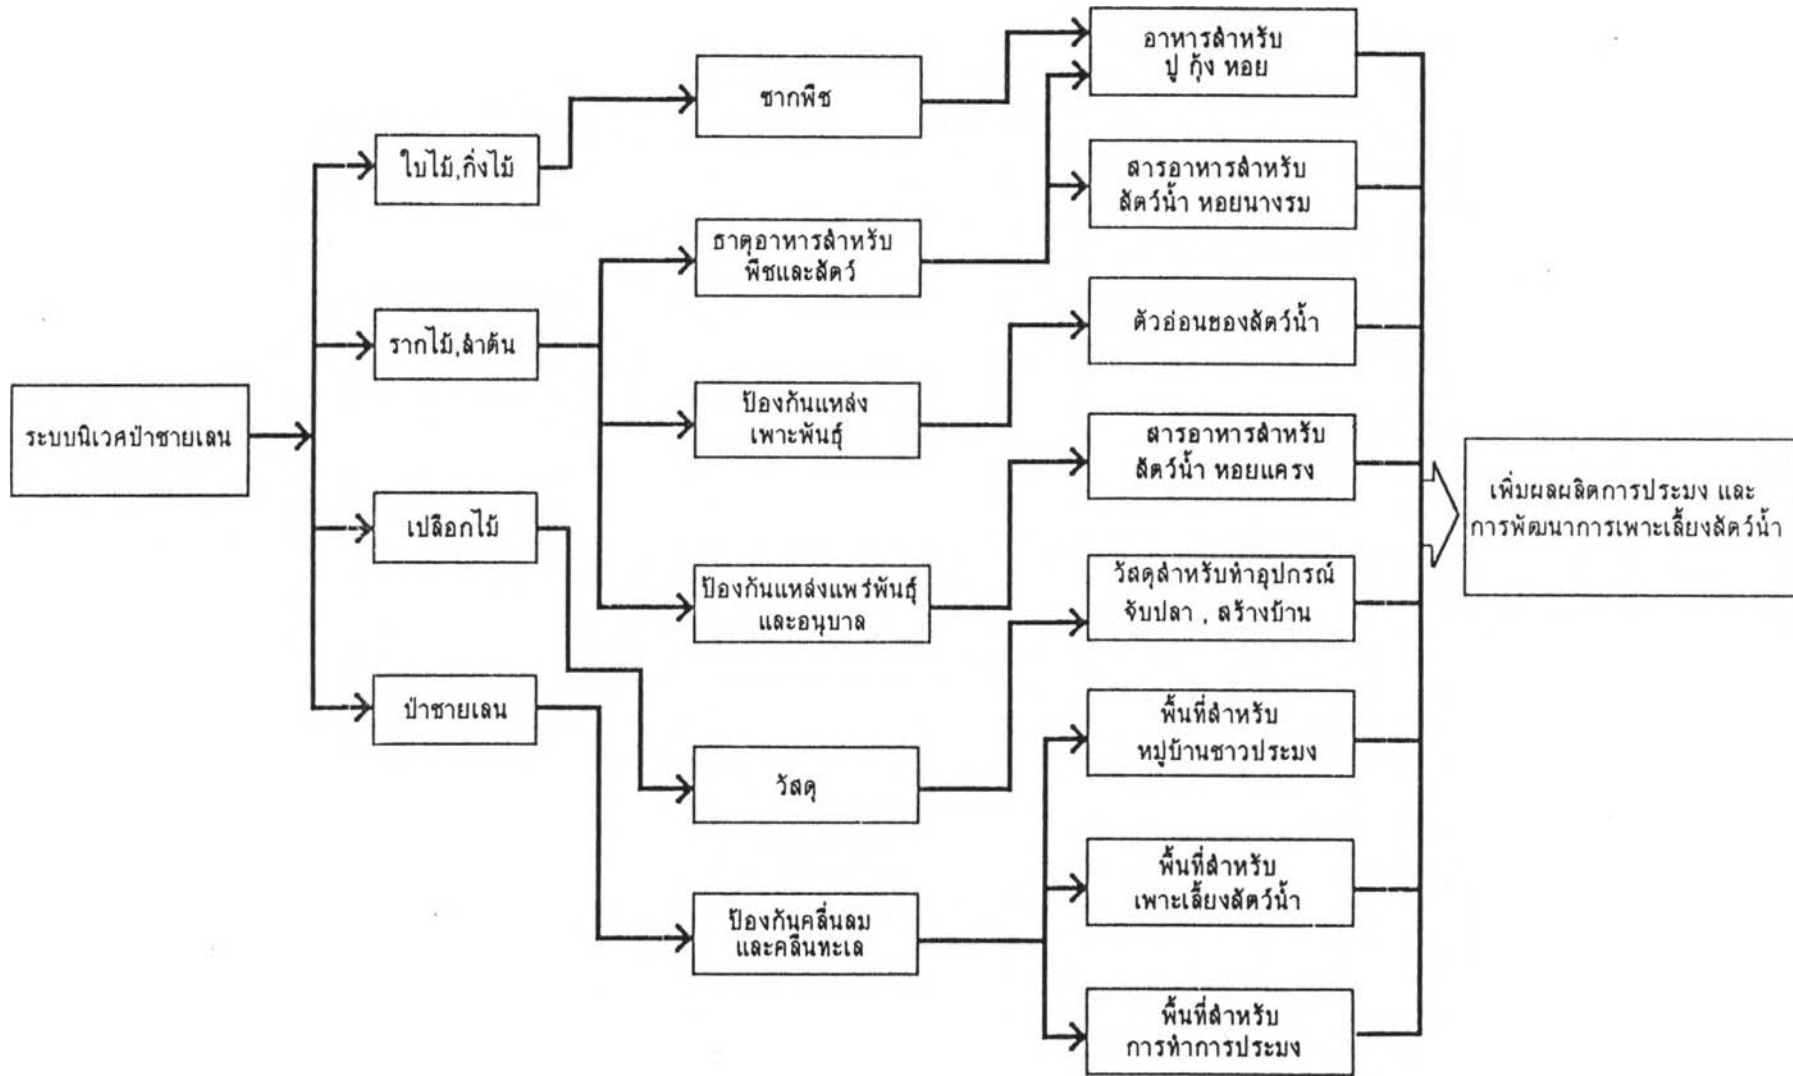 ระบบนิเวศป่าชายเลน
ใบไม้,กิ่งไม้
รากไม้,ลำต้น
เปลือกไม้
ป่าชายเลน
ซากพืช
ธาตุอาหารสำหรับ
พืชและสัตว์
ป้องกันแหล่ง
เพาะพันธุ์
ป้องกันแหล่งแพร่พันธุ์
และอนุบาล
วัสดุ
ป้องกันคลื่นลม
และคลื่นทะเล
อาหารสำหรับ
ปู กุ้ง หอย
สารอาหารสำหรับ
สัตว์น้ำ หอยนางรม
ตัวอ่อนของสัตว์น้ำ
สารอาหารสำหรับ
สัตว์น้ำ หอยแครง
วัสดุสำหรับทำอุปกรณ์
จับปลา , สร้างบ้าน
พื้นที่สำหรับ
หมู่บ้านชาวประมง
พื้นที่สำหรับ
เพาะเลี้ยงสัตว์น้ำ
พื้นที่สำหรับ
การทำการประมง
เพิ่มผลผลิตการประมง และ
การพัฒนาการเพาะเลี้ยงสัตว์น้ำ